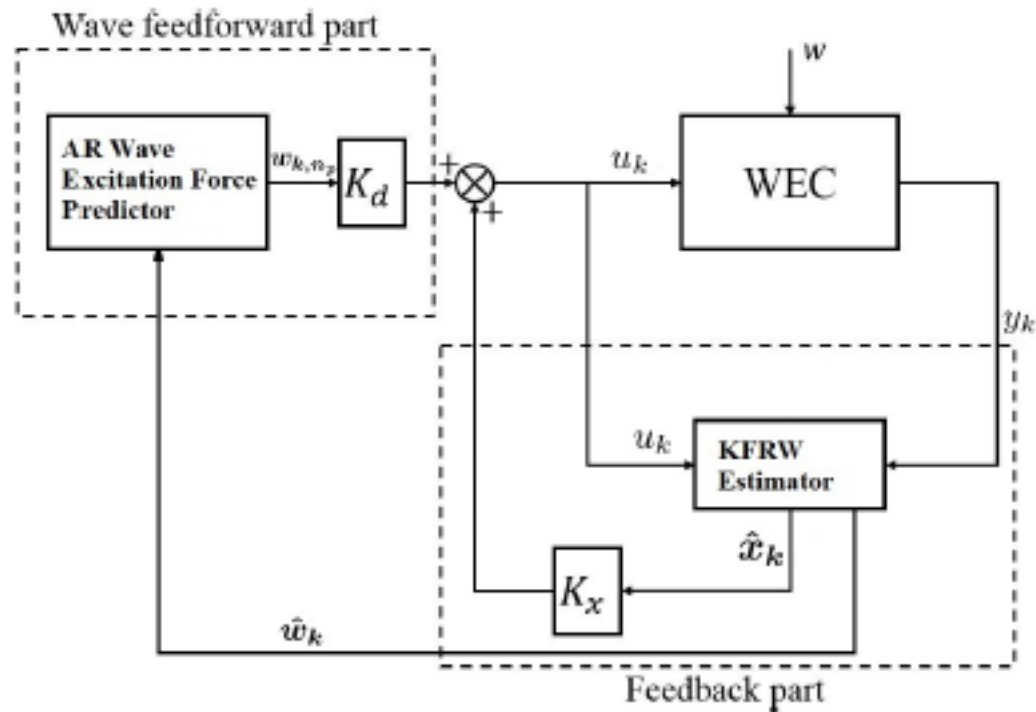 Wave feedforward part
w
AR Wave
Excitation Force
Predictor
w_{k,n_p}
K_d
+
+
u_k
WEC
y_k
u_k
KFRW
Estimator
x̂_k
K_x
ŵ_k
Feedback part